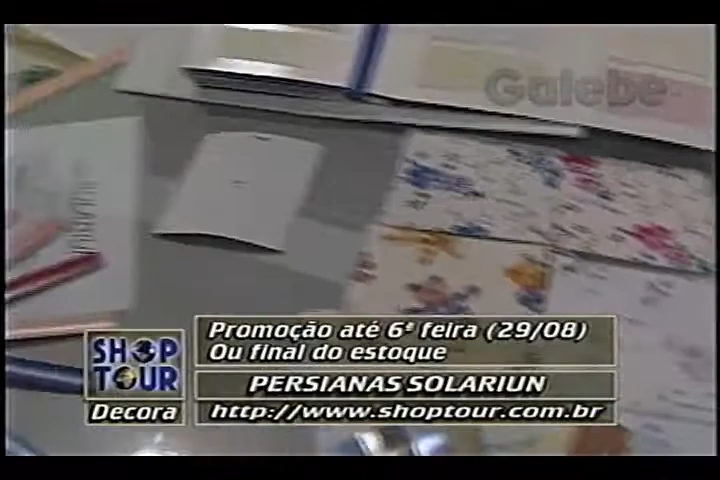 Galebe
Promoção até 6ª feira (29/08)
Ou final do estoque
SHOP
TOUR
PERSIANAS SOLARIUN
Decora
http://www.shoptour.com.br